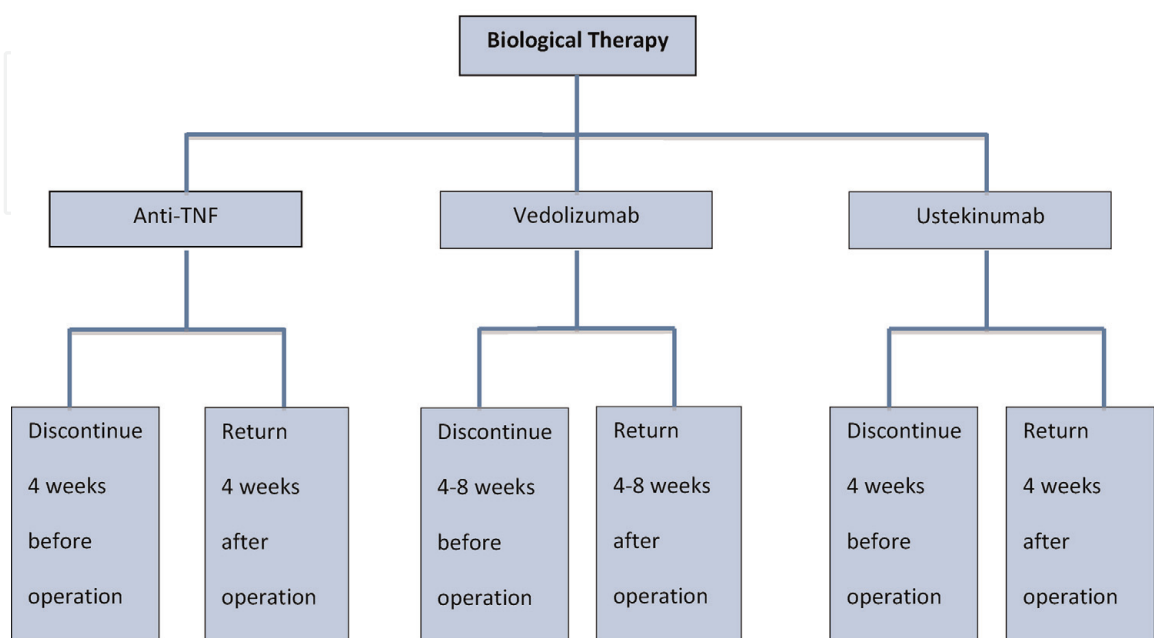 Biological Therapy
Anti-TNF
Vedolizumab
Ustekinumab
Discontinue
4 weeks
before
operation
Return
4 weeks
after
operation
Discontinue
4-8 weeks
before
operation
Return
4-8 weeks
after
operation
Discontinue
4 weeks
before
operation
Return
4 weeks
after
operation